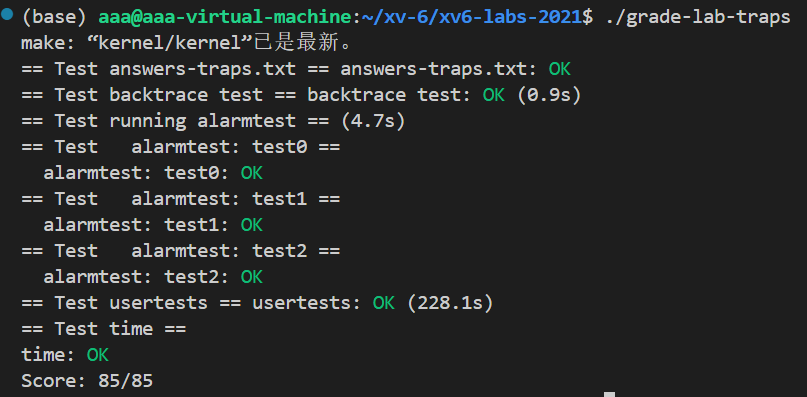 (base) aaa@aaa-virtual-machine:~/xv-6/xv6-labs-2021$ ./grade-lab-traps
make: “kernel/kernel”已是最新。
== Test answers-traps.txt == answers-traps.txt: OK
== Test backtrace test == backtrace test: OK (0.9s)
== Test running alarmtest == (4.7s)
== Test   alarmtest: test0 ==
  alarmtest: test0: OK
== Test   alarmtest: test1 ==
  alarmtest: test1: OK
== Test   alarmtest: test2 ==
  alarmtest: test2: OK
== Test usertests == usertests: OK (228.1s)
== Test time ==
time: OK
Score: 85/85